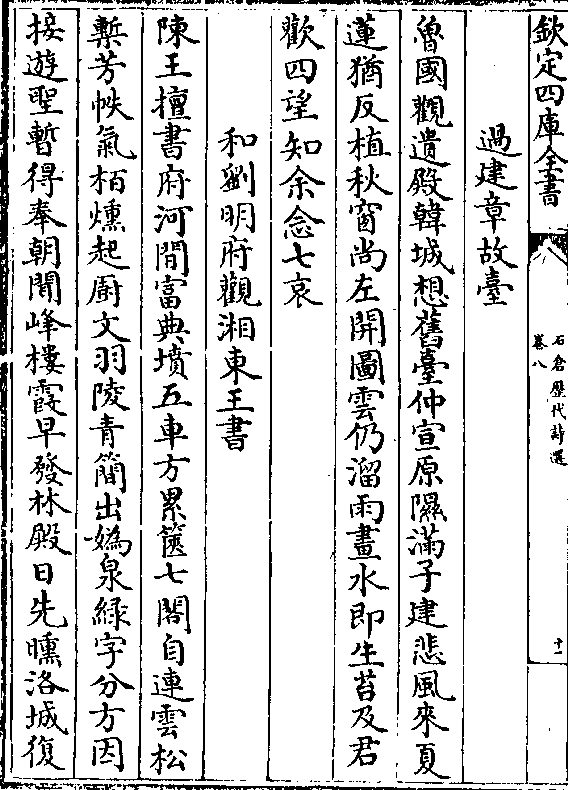 欽定四庫全書
石倉歷代詩選
卷八
十一
過建章故臺
魯國觀遺殿韓城想舊臺仲宣原隰滿子建悲風來夏
蓮猶反植秋窗尚左開圖雲仍溜雨畫水即生苔及君
歡四望知余念七哀
和劉明府觀湘東王書
陳王擅書府河間富典墳五車方累篋七閣自連雲松
槧芳帙氣栢熏起厨文羽陵青簡出嬀泉緑字分方因
接遊聖暫得奉朝聞峰樓霞早發林殿日先曛洛城復